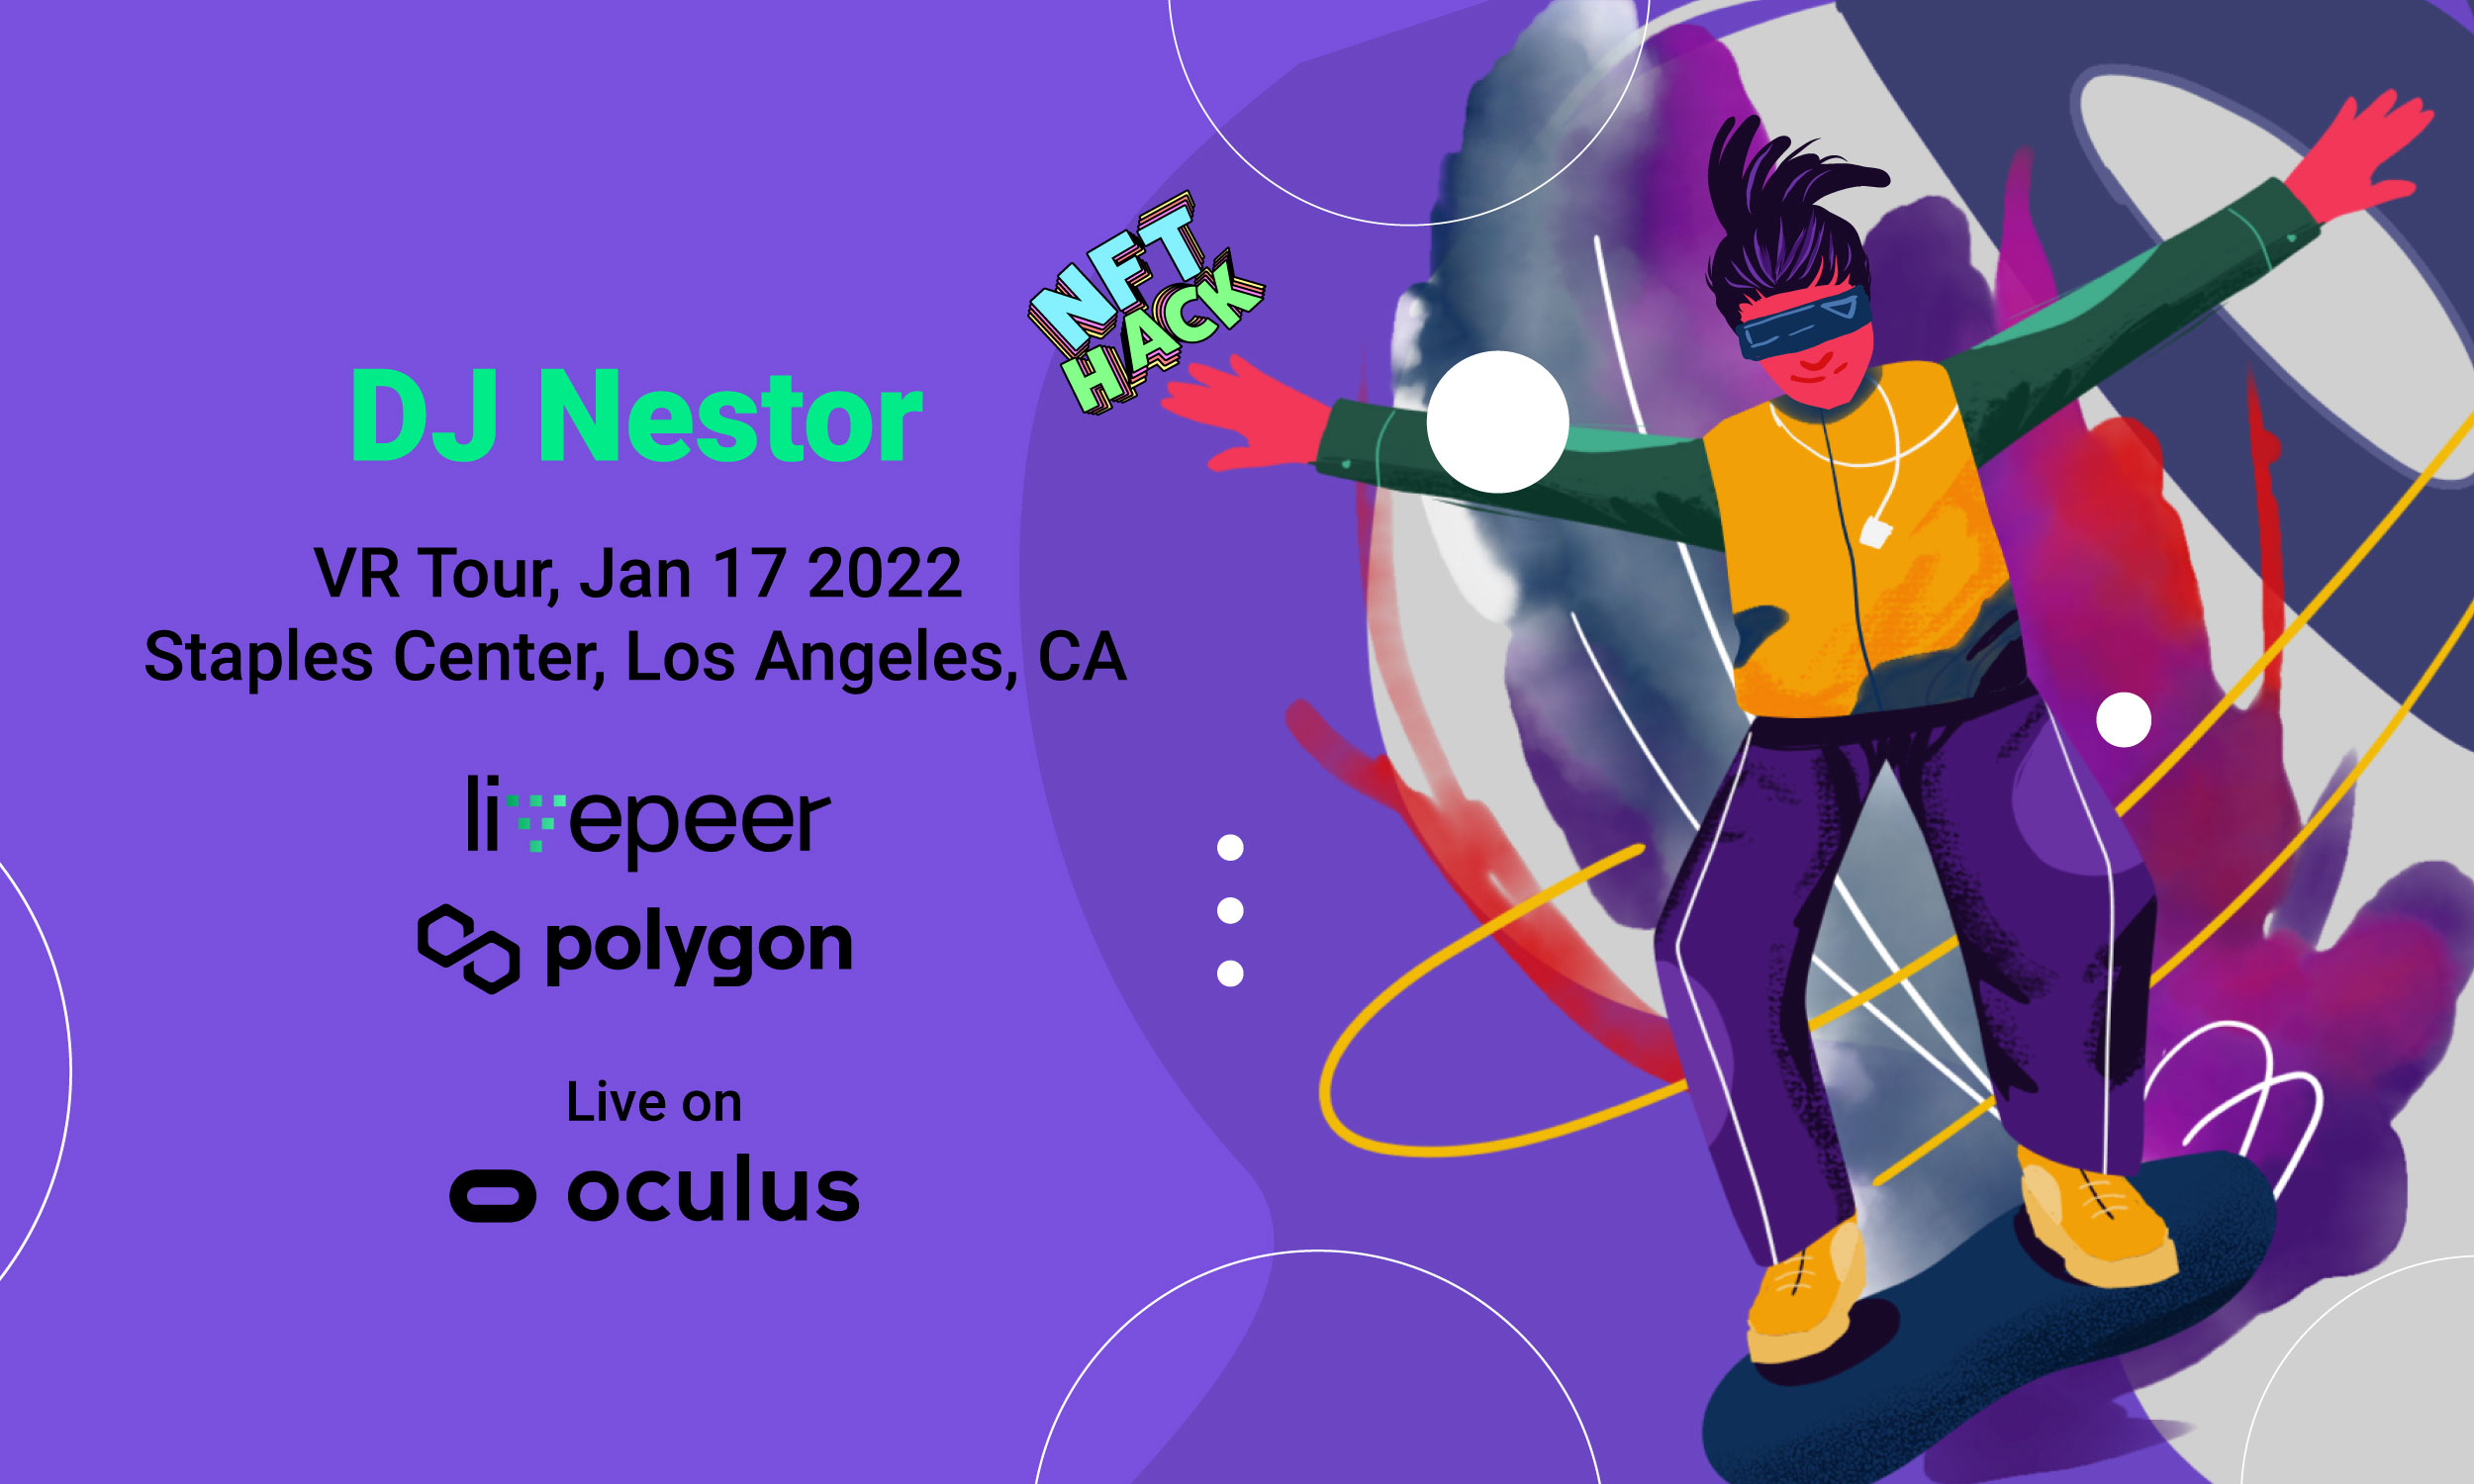 NFT
HACK
DJ Nestor
VR Tour, Jan 17 2022
Staples Center, Los Angeles, CA
livepeer
polygon
Live on
oculus